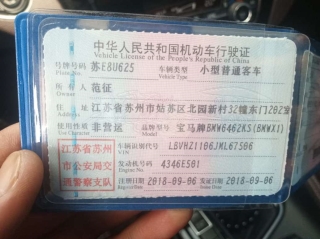 中华人民共和国机动车行驶证
Vehicle License of the People's Republic of China
号牌号码 苏E8U625 车辆类型 小型普通客车
Plate No. Vehicle Type
所有人 范征
Owner
住址 江苏省苏州市姑苏区北园新村32幢东门202室
Address
使用性质 非营运 品牌型号 宝马牌BMW6462KS(BMWX1)
Use Character Model
江苏省苏州
市公安局交
通警察支队
车辆识别代号 LBVHZ1106JML67506
VIN
发动机号码 4346E501
Engine No.
注册日期 2018-09-06 发证日期 2018-09-06
Register Date Issue Date